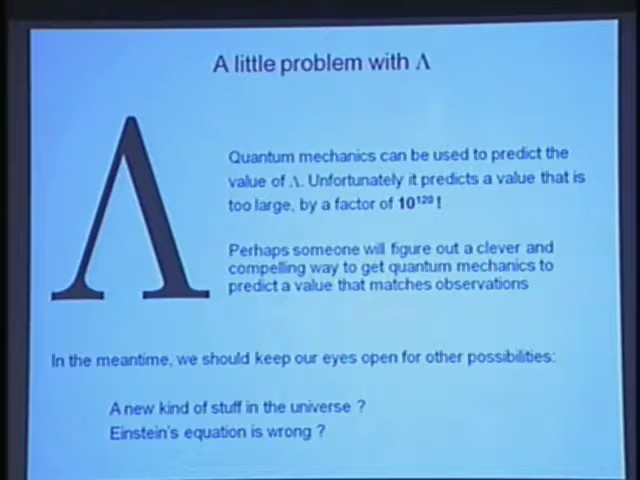 A little problem with Λ
Λ
Quantum mechanics can be used to predict the
value of Λ. Unfortunately it predicts a value that is
too large, by a factor of 10¹²⁰ !
Perhaps someone will figure out a clever and
compelling way to get quantum mechanics to
predict a value that matches observations
In the meantime, we should keep our eyes open for other possibilities:
A new kind of stuff in the universe ?
Einstein's equation is wrong ?